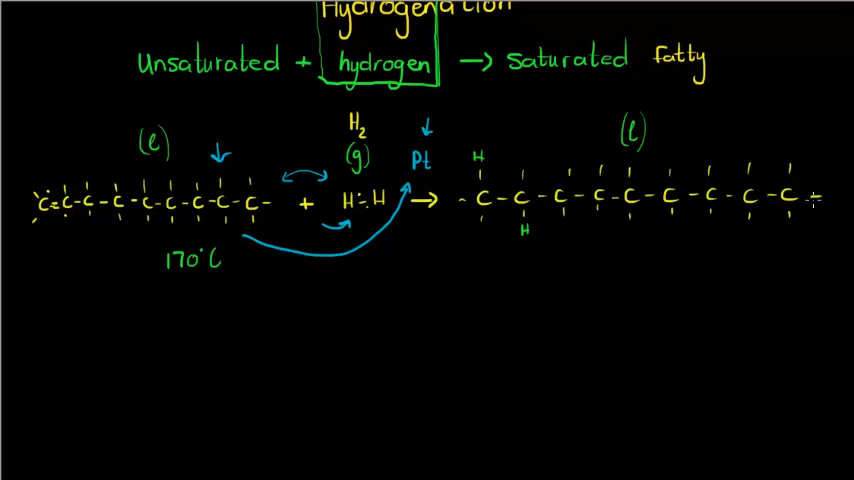 Hydrogenation
Unsaturated + hydrogen → saturated fatty
(l) H₂ (l)
(g) Pt H
C=C-C-C-C-C-C-C-C- + H:H → -C-C-C-C-C-C-C-C-C-
H
170°C